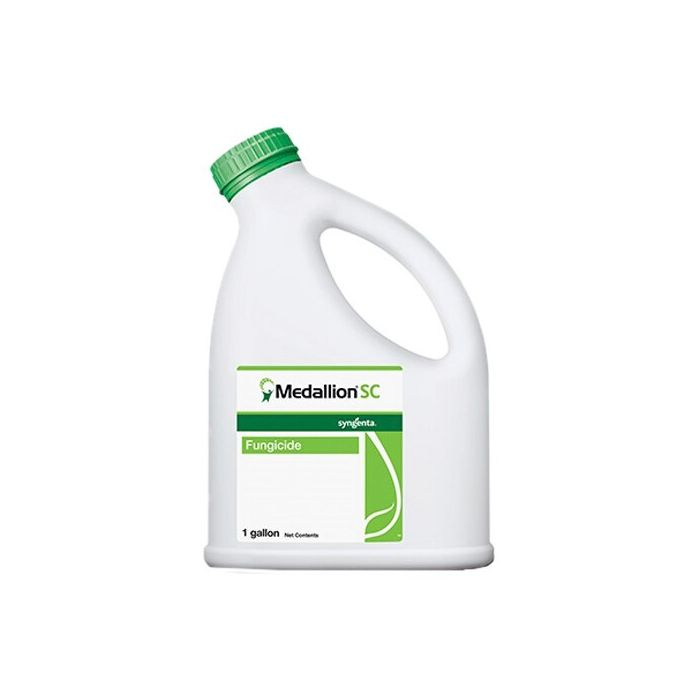 Medallion® SC
syngenta.
Fungicide
1 gallon Net Contents